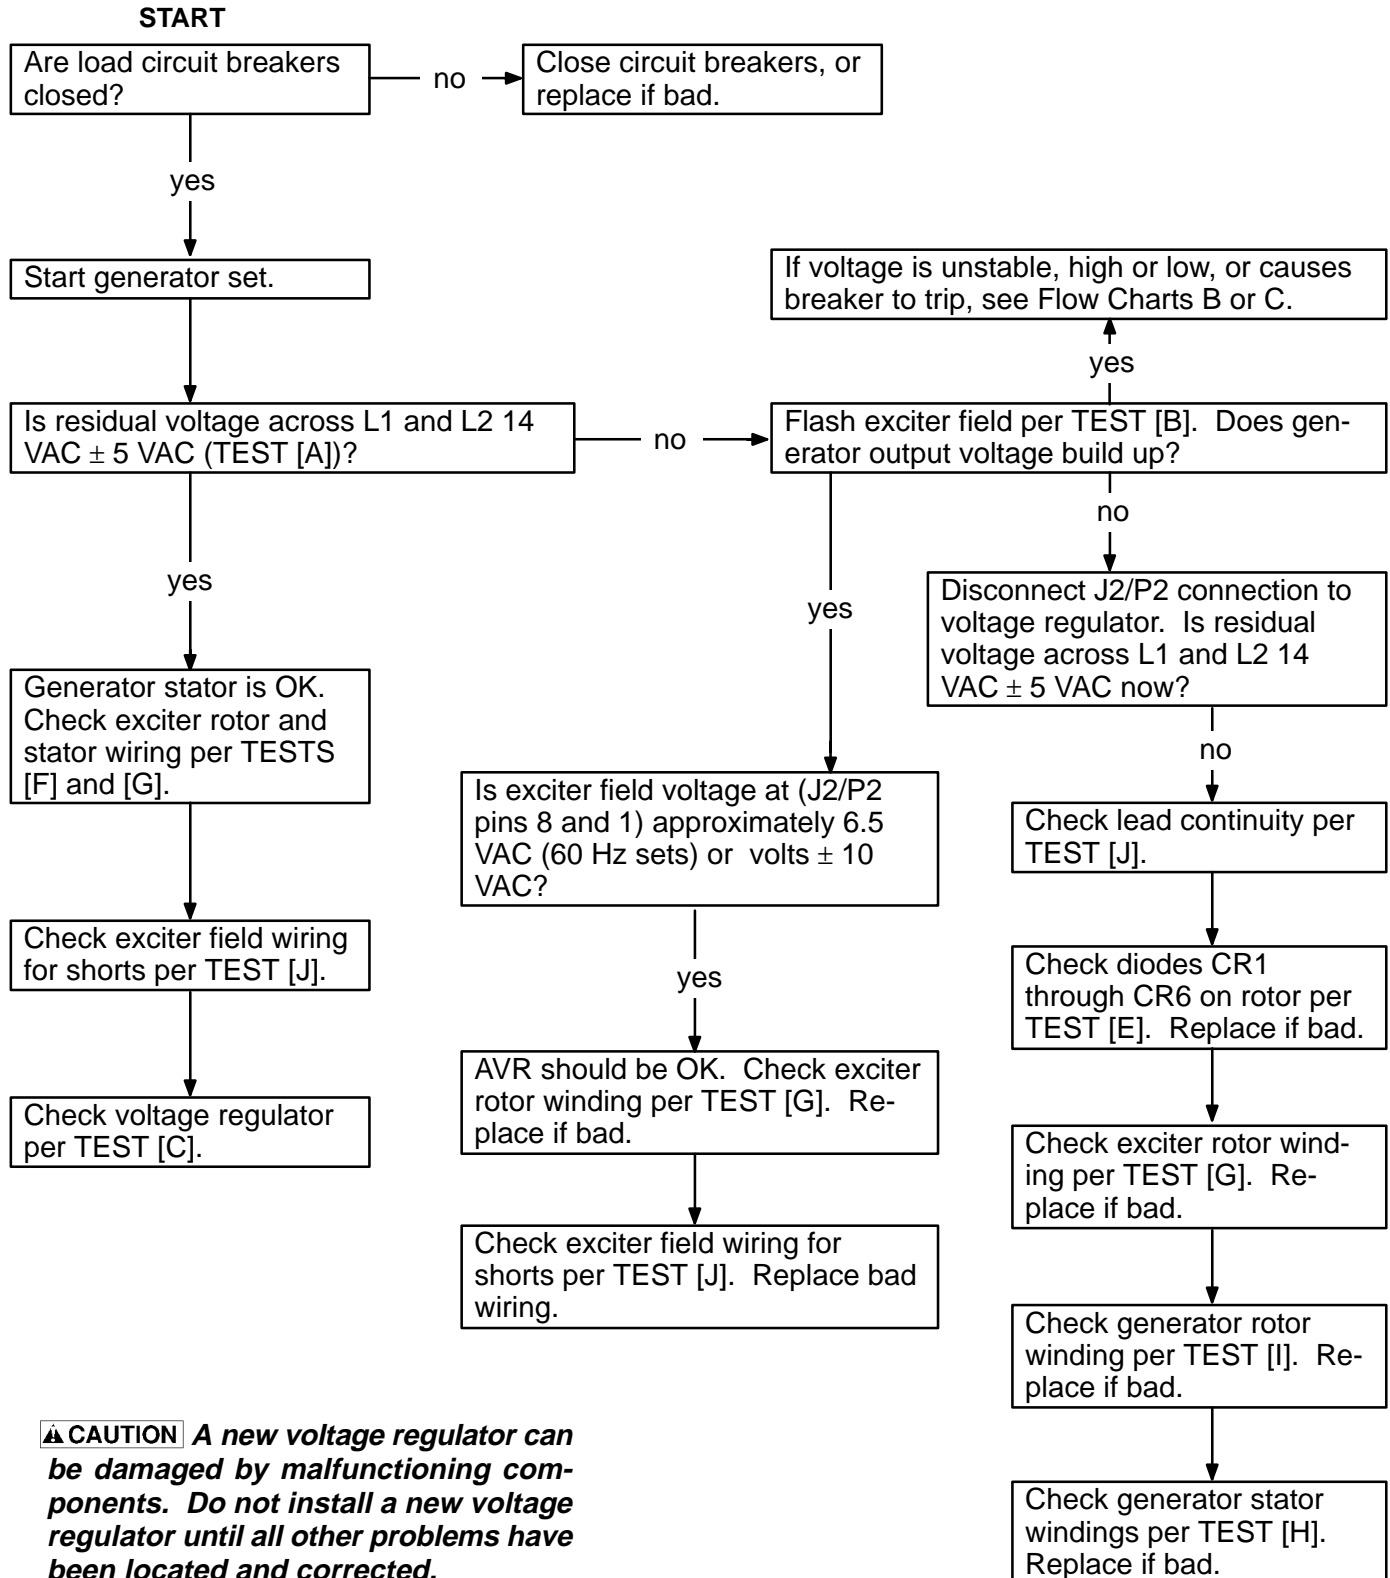 START
Are load circuit breakers
closed?
no
Close circuit breakers, or
replace if bad.
yes
Start generator set.
If voltage is unstable, high or low, or causes
breaker to trip, see Flow Charts B or C.
yes
Is residual voltage across L1 and L2 14
VAC ± 5 VAC (TEST [A])?
no
Flash exciter field per TEST [B]. Does gen-
erator output voltage build up?
no
yes
yes
Disconnect J2/P2 connection to
voltage regulator. Is residual
voltage across L1 and L2 14
VAC ± 5 VAC now?
no
Generator stator is OK.
Check exciter rotor and
stator wiring per TESTS
[F] and [G].
Is exciter field voltage at (J2/P2
pins 8 and 1) approximately 6.5
VAC (60 Hz sets) or volts ± 10
VAC?
Check lead continuity per
TEST [J].
Check exciter field wiring
for shorts per TEST [J].
yes
Check diodes CR1
through CR6 on rotor per
TEST [E]. Replace if bad.
AVR should be OK. Check exciter
rotor winding per TEST [G]. Re-
place if bad.
Check voltage regulator
per TEST [C].
Check exciter rotor wind-
ing per TEST [G]. Re-
place if bad.
Check exciter field wiring for
shorts per TEST [J]. Replace bad
wiring.
Check generator rotor
winding per TEST [I]. Re-
place if bad.
CAUTION A new voltage regulator can
be damaged by malfunctioning com-
ponents. Do not install a new voltage
regulator until all other problems have
been located and corrected.
Check generator stator
windings per TEST [H].
Replace if bad.